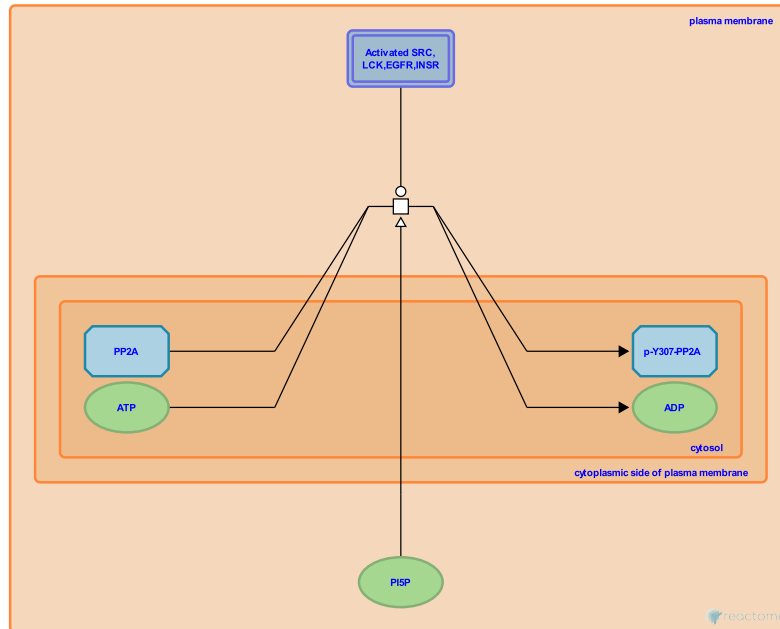 plasma membrane
Activated SRC,
LCK,EGFR,INSR
PP2A
p-Y307-PP2A
ATP
ADP
cytosol
cytoplasmic side of plasma membrane
PI5P
reactome